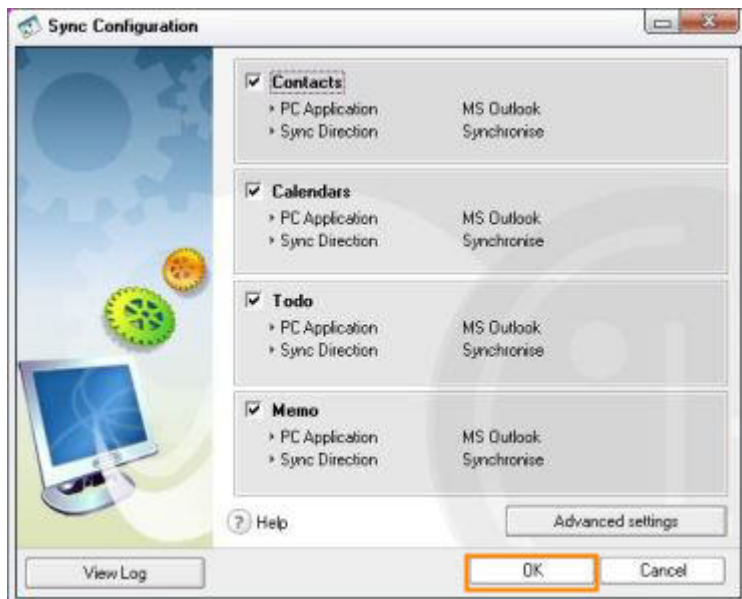 Sync Configuration
Contacts
PC Application MS Outlook
Sync Direction Synchronise
Calendars
PC Application MS Outlook
Sync Direction Synchronise
Todo
PC Application MS Outlook
Sync Direction Synchronise
Memo
PC Application MS Outlook
Sync Direction Synchronise
? Help Advanced settings
View Log OK Cancel